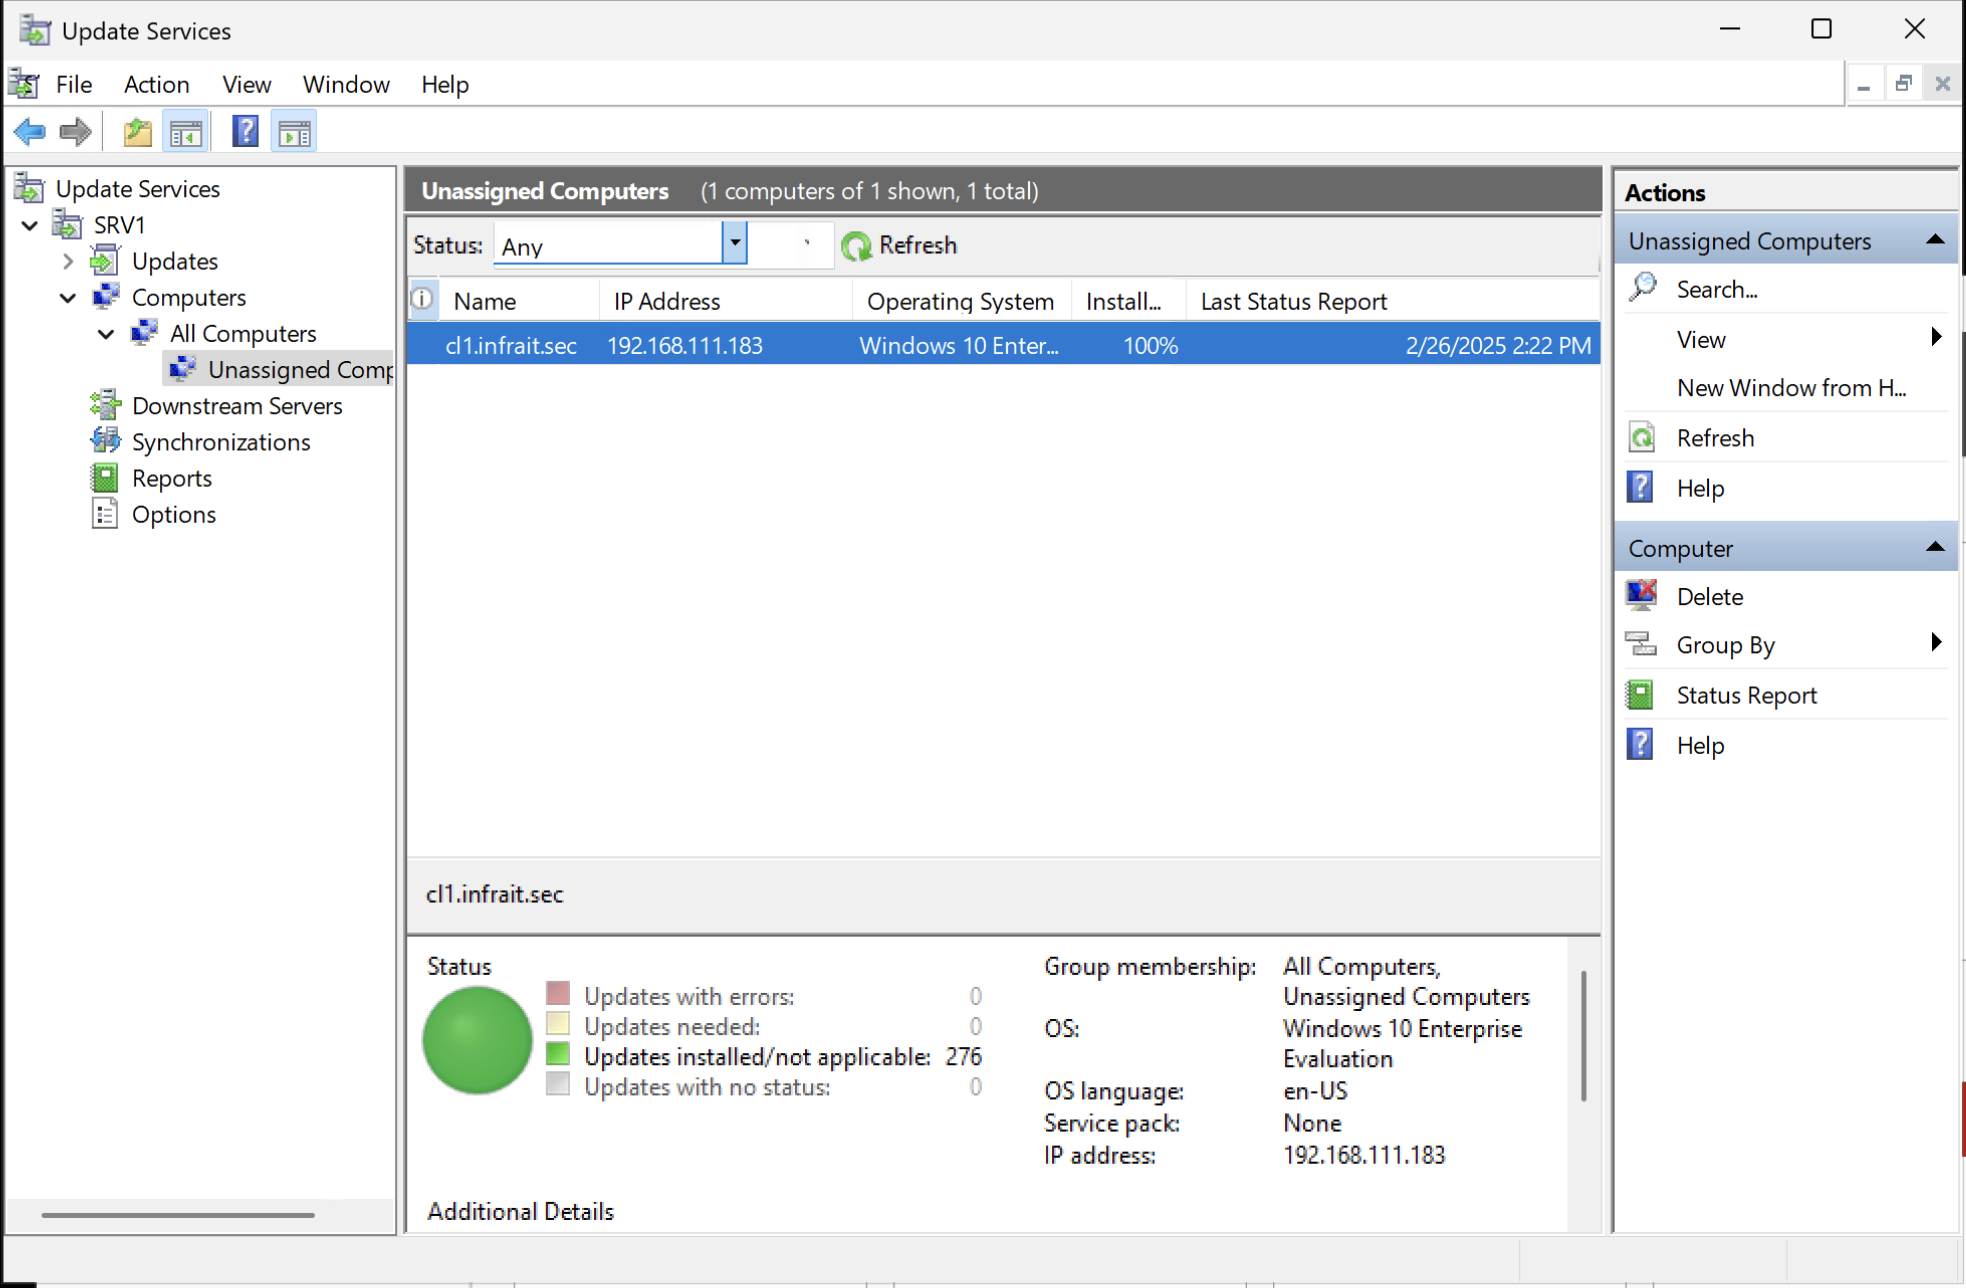 Update Services
File Action View Window Help
Update Services
SRV1
Updates
Computers
All Computers
Unassigned Comp
Downstream Servers
Synchronizations
Reports
Options
Unassigned Computers (1 computers of 1 shown, 1 total)
Status: Any Refresh
Name IP Address Operating System Install... Last Status Report
cl1.infrait.sec 192.168.111.183 Windows 10 Enter... 100% 2/26/2025 2:22 PM
cl1.infrait.sec
Status
Updates with errors: 0
Updates needed: 0
Updates installed/not applicable: 276
Updates with no status: 0
Group membership: All Computers,
Unassigned Computers
OS: Windows 10 Enterprise
Evaluation
OS language: en-US
Service pack: None
IP address: 192.168.111.183
Additional Details
Actions
Unassigned Computers
Search...
View
New Window from H...
Refresh
Help
Computer
Delete
Group By
Status Report
Help